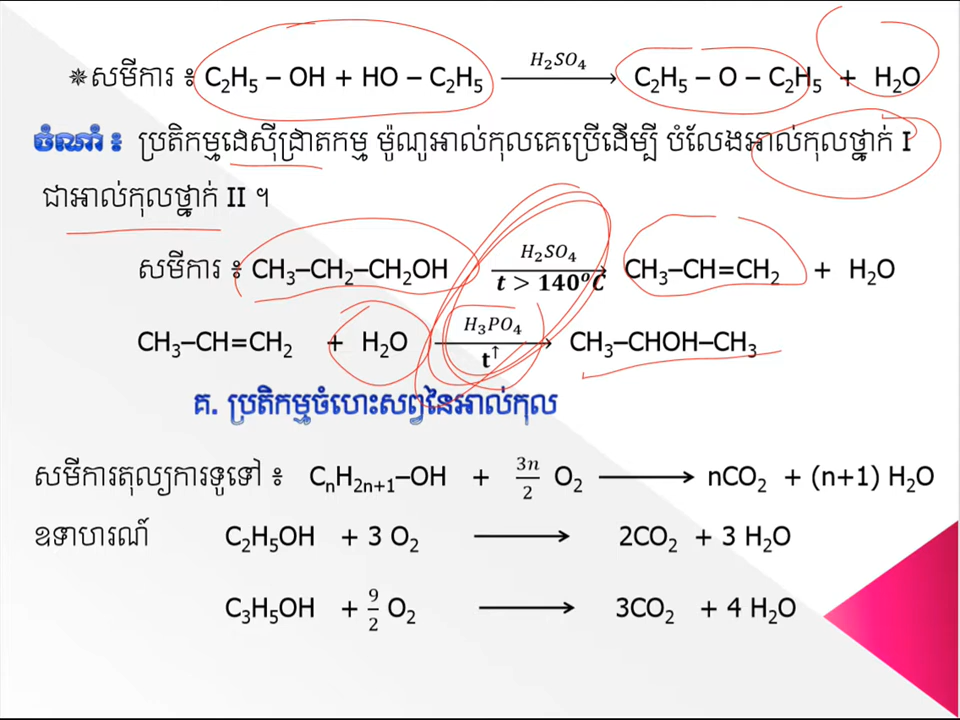 ✵សមីការ ៖ C₂H₅ – OH + HO – C₂H₅ \xrightarrow{H₂SO₄} C₂H₅ – O – C₂H₅ + H₂O
ចំណាំ ៖ ប្រតិកម្មដេស៊ីដ្រាតកម្ម ម៉ូណូអាល់កុលគេប្រើដើម្បី បំលែងអាល់កុលថ្នាក់ I
ជាអាល់កុលថ្នាក់ II ។
សមីការ ៖ CH₃–CH₂–CH₂OH \xrightarrow[t > 140°C]{H₂SO₄} CH₃–CH=CH₂ + H₂O
CH₃–CH=CH₂ + H₂O \xrightarrow[t↑]{H₃PO₄} CH₃–CHOH–CH₃
គ. ប្រតិកម្មចំហេះសព្វនៃអាល់កុល
សមីការតុល្យការទូទៅ ៖ CₙH₂ₙ₊₁–OH + 3n/2 O₂ ⟶ nCO₂ + (n+1) H₂O
ឧទាហរណ៍ C₂H₅OH + 3 O₂ ⟶ 2CO₂ + 3 H₂O
C₃H₅OH + 9/2 O₂ ⟶ 3CO₂ + 4 H₂O